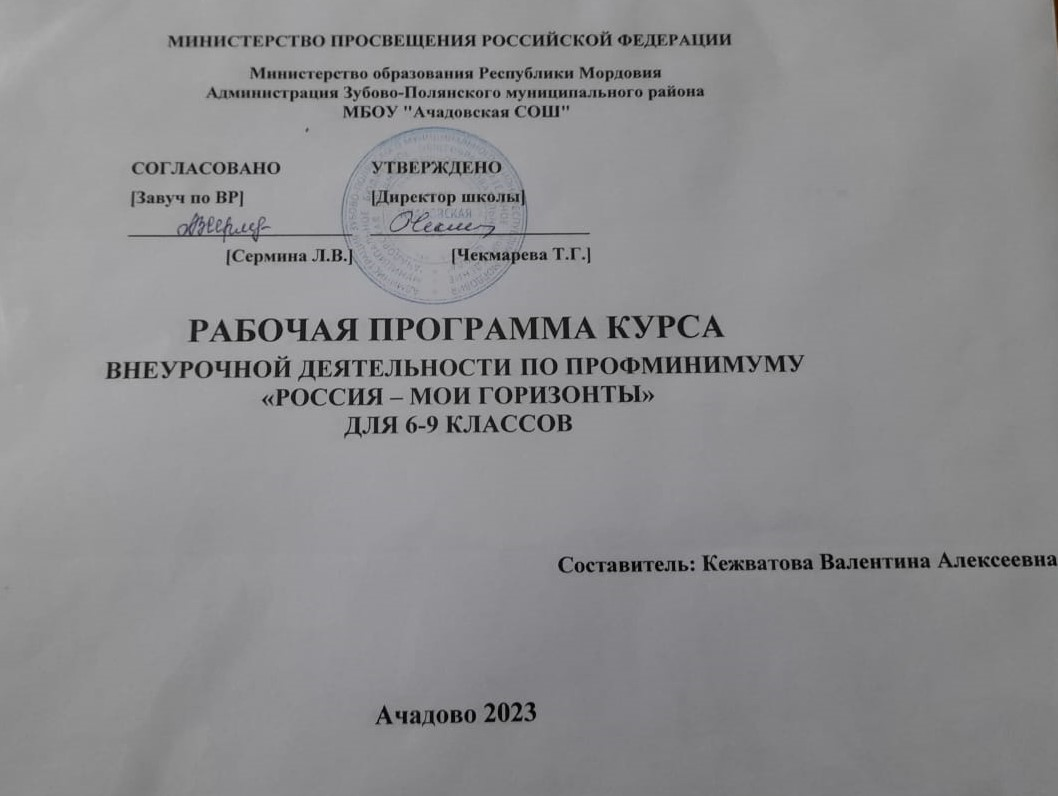 МИНИСТЕРСТВО ПРОСВЕЩЕНИЯ РОССИЙСКОЙ ФЕДЕРАЦИИ
Министерство образования Республики Мордовия
Администрация Зубово-Полянского муниципального района
МБОУ "Ачадовская СОШ"
СОГЛАСОВАНО УТВЕРЖДЕНО
[Завуч по ВР] [Директор школы]
[Сермина Л.В.] [Чекмарева Т.Г.]
РАБОЧАЯ ПРОГРАММА КУРСА
ВНЕУРОЧНОЙ ДЕЯТЕЛЬНОСТИ ПО ПРОФМИНИМУМУ
«РОССИЯ – МОИ ГОРИЗОНТЫ»
ДЛЯ 6-9 КЛАССОВ
Составитель: Кежватова Валентина Алексеевна
Ачадово 2023